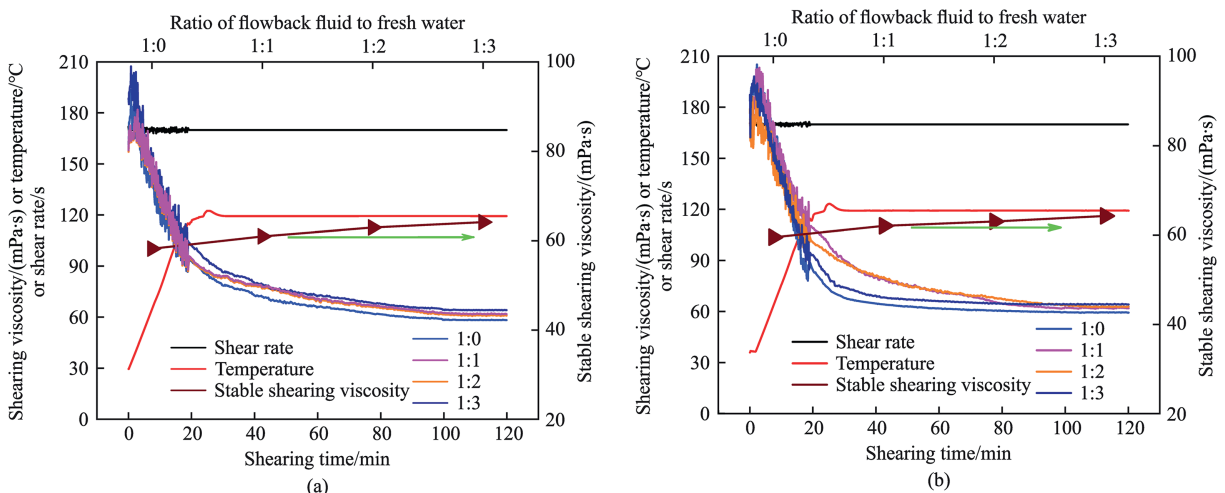 Ratio of flowback fluid to fresh water
1:0 1:1 1:2 1:3
Shearing viscosity/(mPa·s) or temperature/°C
or shear rate/s
210
180
150
120
90
60
30
0
100
80
60
40
20
Stable shearing viscosity/(mPa·s)
Shear rate
Temperature
Stable shearing viscosity
1:0
1:1
1:2
1:3
0 20 40 60 80 100 120
Shearing time/min
(a)
Ratio of flowback fluid to fresh water
1:0 1:1 1:2 1:3
Shearing viscosity/(mPa·s) or temperature/°C
or shear rate/s
210
180
150
120
90
60
30
0
100
80
60
40
20
Stable shearing viscosity/(mPa·s)
Shear rate
Temperature
Stable shearing viscosity
1:0
1:1
1:2
1:3
0 20 40 60 80 100 120
Shearing time/min
(b)